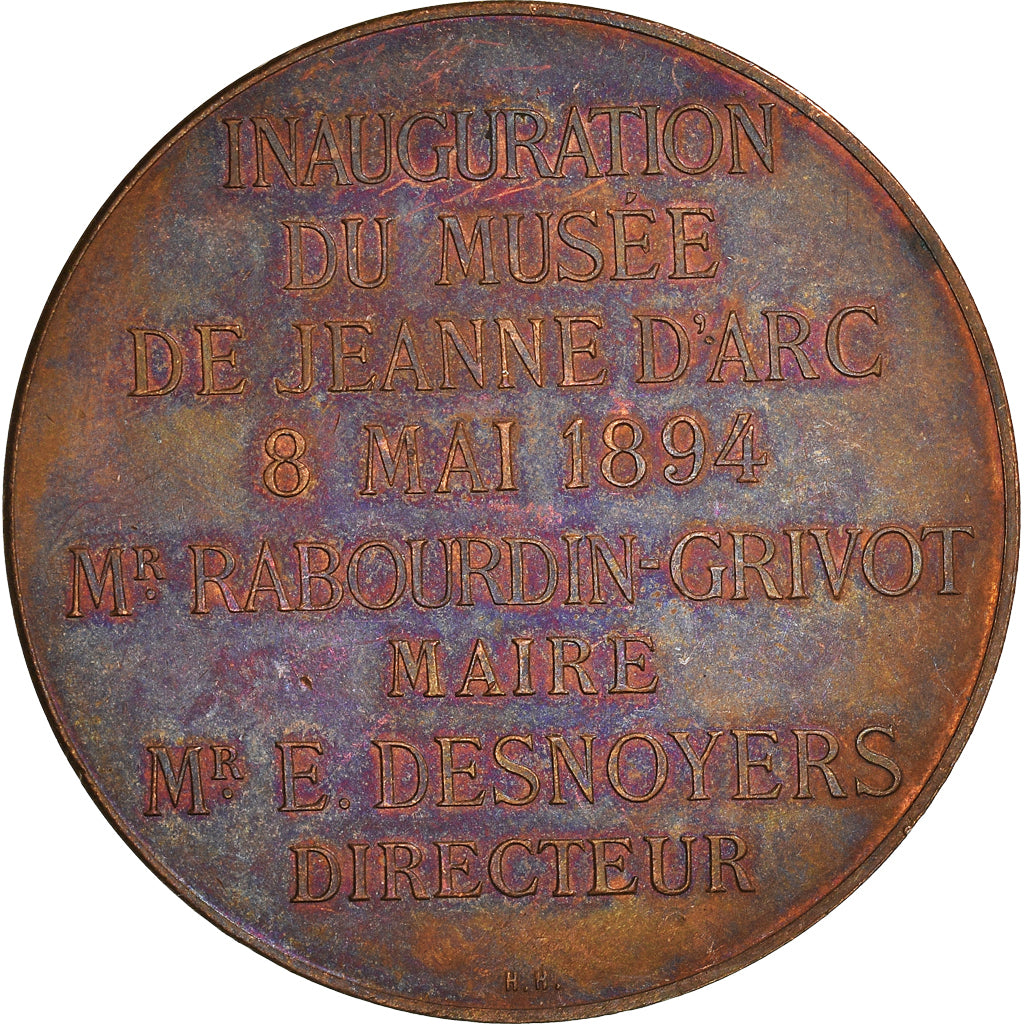 INAUGURATION
DU MUSÉE
DE JEANNE D'ARC
8 MAI 1894
MR. RABOURDIN-GRIVOT
MAIRE
MR. E. DESNOYERS
DIRECTEUR